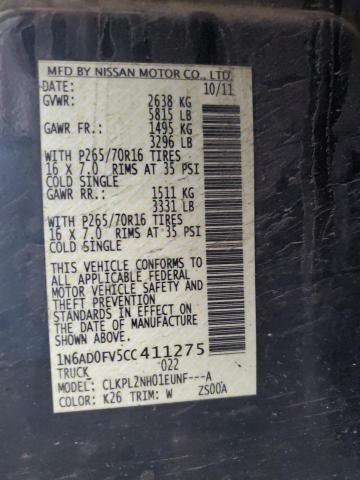 MFD BY NISSAN MOTOR CO., LTD.
DATE: 10/11
GVWR: 2638 KG
5815 LB
GAWR FR.: 1495 KG
3296 LB
WITH P265/70R16 TIRES
16 X 7.0 RIMS AT 35 PSI
COLD SINGLE
GAWR RR.: 1511 KG
3331 LB
WITH P265/70R16 TIRES
16 X 7.0 RIMS AT 35 PSI
COLD SINGLE
THIS VEHICLE CONFORMS TO
ALL APPLICABLE FEDERAL
MOTOR VEHICLE SAFETY
STANDARDS IN EFFECT ON
THE DATE OF MANUFACTURE
SHOWN ABOVE.
1N6AD0FV5CC411275
TRUCK 022
MODEL: CLKPL2NH01EUNF---A
COLOR: K26 TRIM: W ZS00A